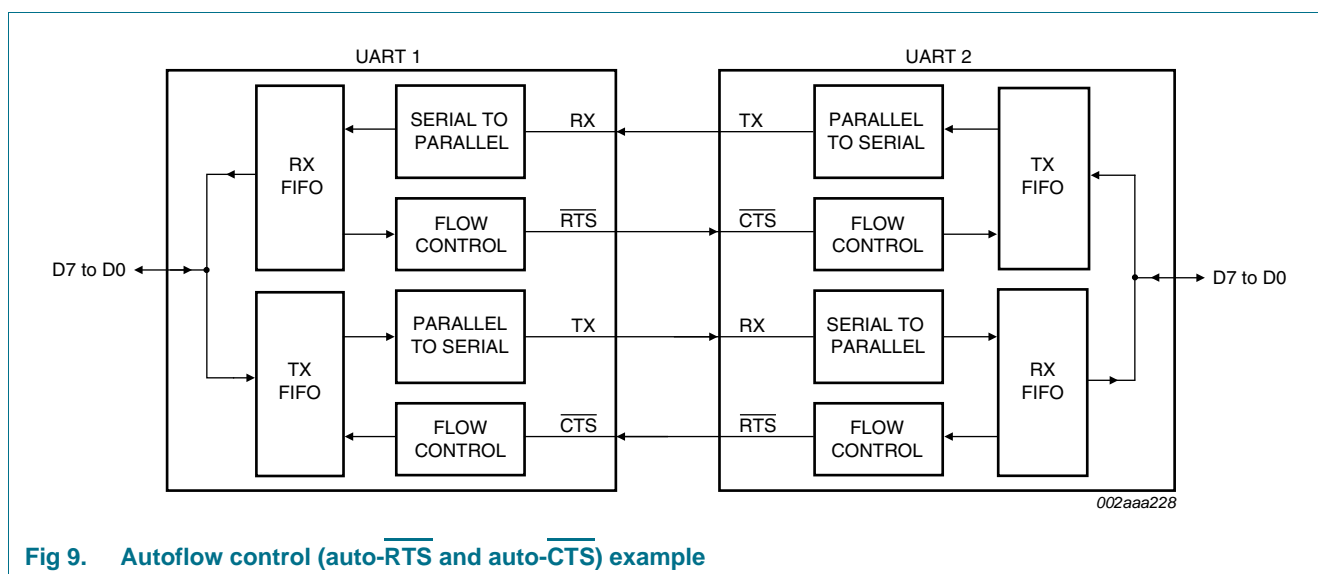 UART 1
UART 2
RX
FIFO
SERIAL TO
PARALLEL
RX
TX
PARALLEL
TO SERIAL
TX
FIFO
FLOW
CONTROL
RTS
CTS
FLOW
CONTROL
D7 to D0
D7 to D0
TX
FIFO
PARALLEL
TO SERIAL
TX
RX
SERIAL TO
PARALLEL
RX
FIFO
FLOW
CONTROL
CTS
RTS
FLOW
CONTROL
002aaa228
Fig 9. Autoflow control (auto-RTS and auto-CTS) example